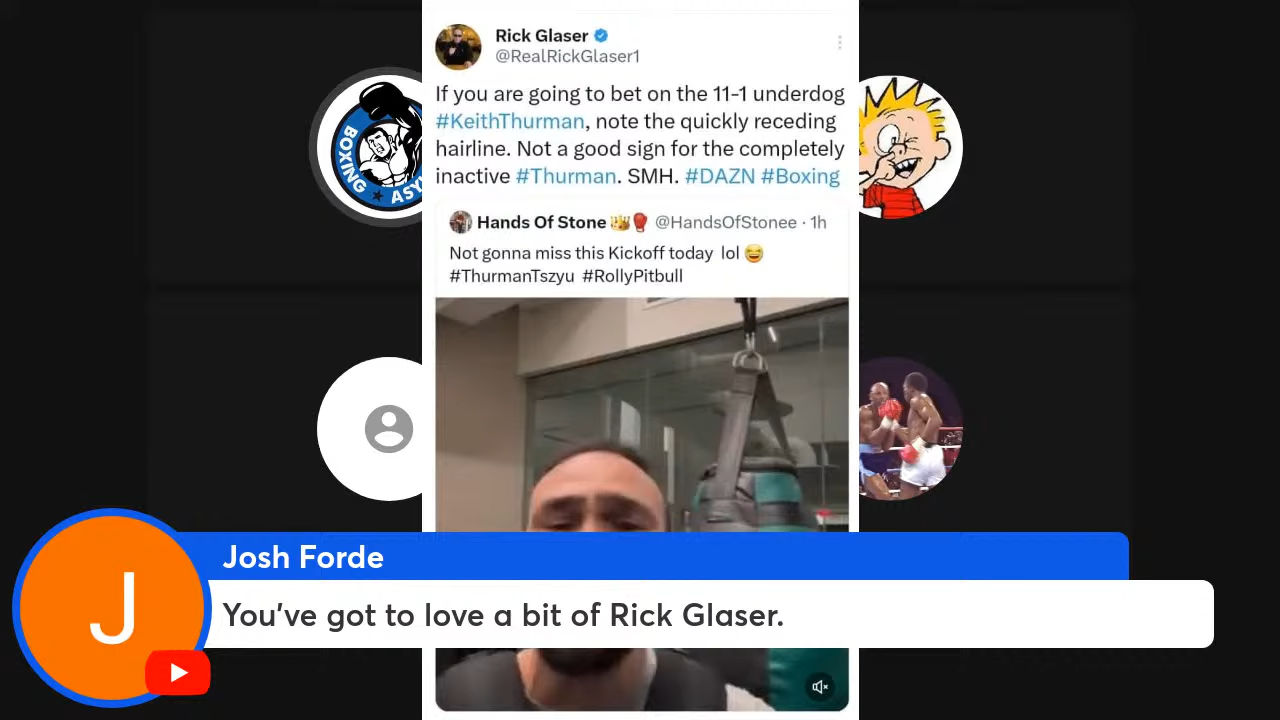 Rick Glaser
@RealRickGlaser1
If you are going to bet on the 11-1 underdog
#KeithThurman, note the quickly receding
hairline. Not a good sign for the completely
inactive #Thurman. SMH. #DAZN #Boxing
Hands Of Stone 👑🥊 @HandsOfStonee · 1h
Not gonna miss this Kickoff today lol 😂
#ThurmanTszyu #RollyPitbull
BOXING ★ ASY
J
Josh Forde
You've got to love a bit of Rick Glaser.